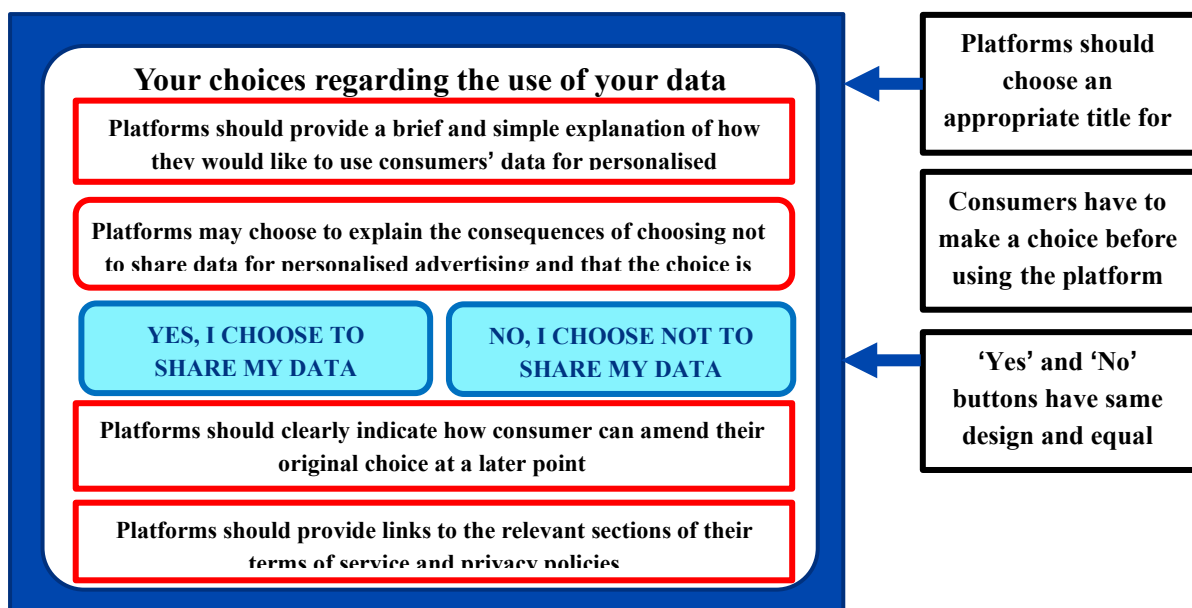 Your choices regarding the use of your data
Platforms should provide a brief and simple explanation of how
they would like to use consumers’ data for personalised
Platforms may choose to explain the consequences of choosing not
to share data for personalised advertising and that the choice is
YES, I CHOOSE TO
SHARE MY DATA
NO, I CHOOSE NOT TO
SHARE MY DATA
Platforms should clearly indicate how consumer can amend their
original choice at a later point
Platforms should provide links to the relevant sections of their
terms of service and privacy policies
Platforms should
choose an
appropriate title for
Consumers have to
make a choice before
using the platform
‘Yes’ and ‘No’
buttons have same
design and equal